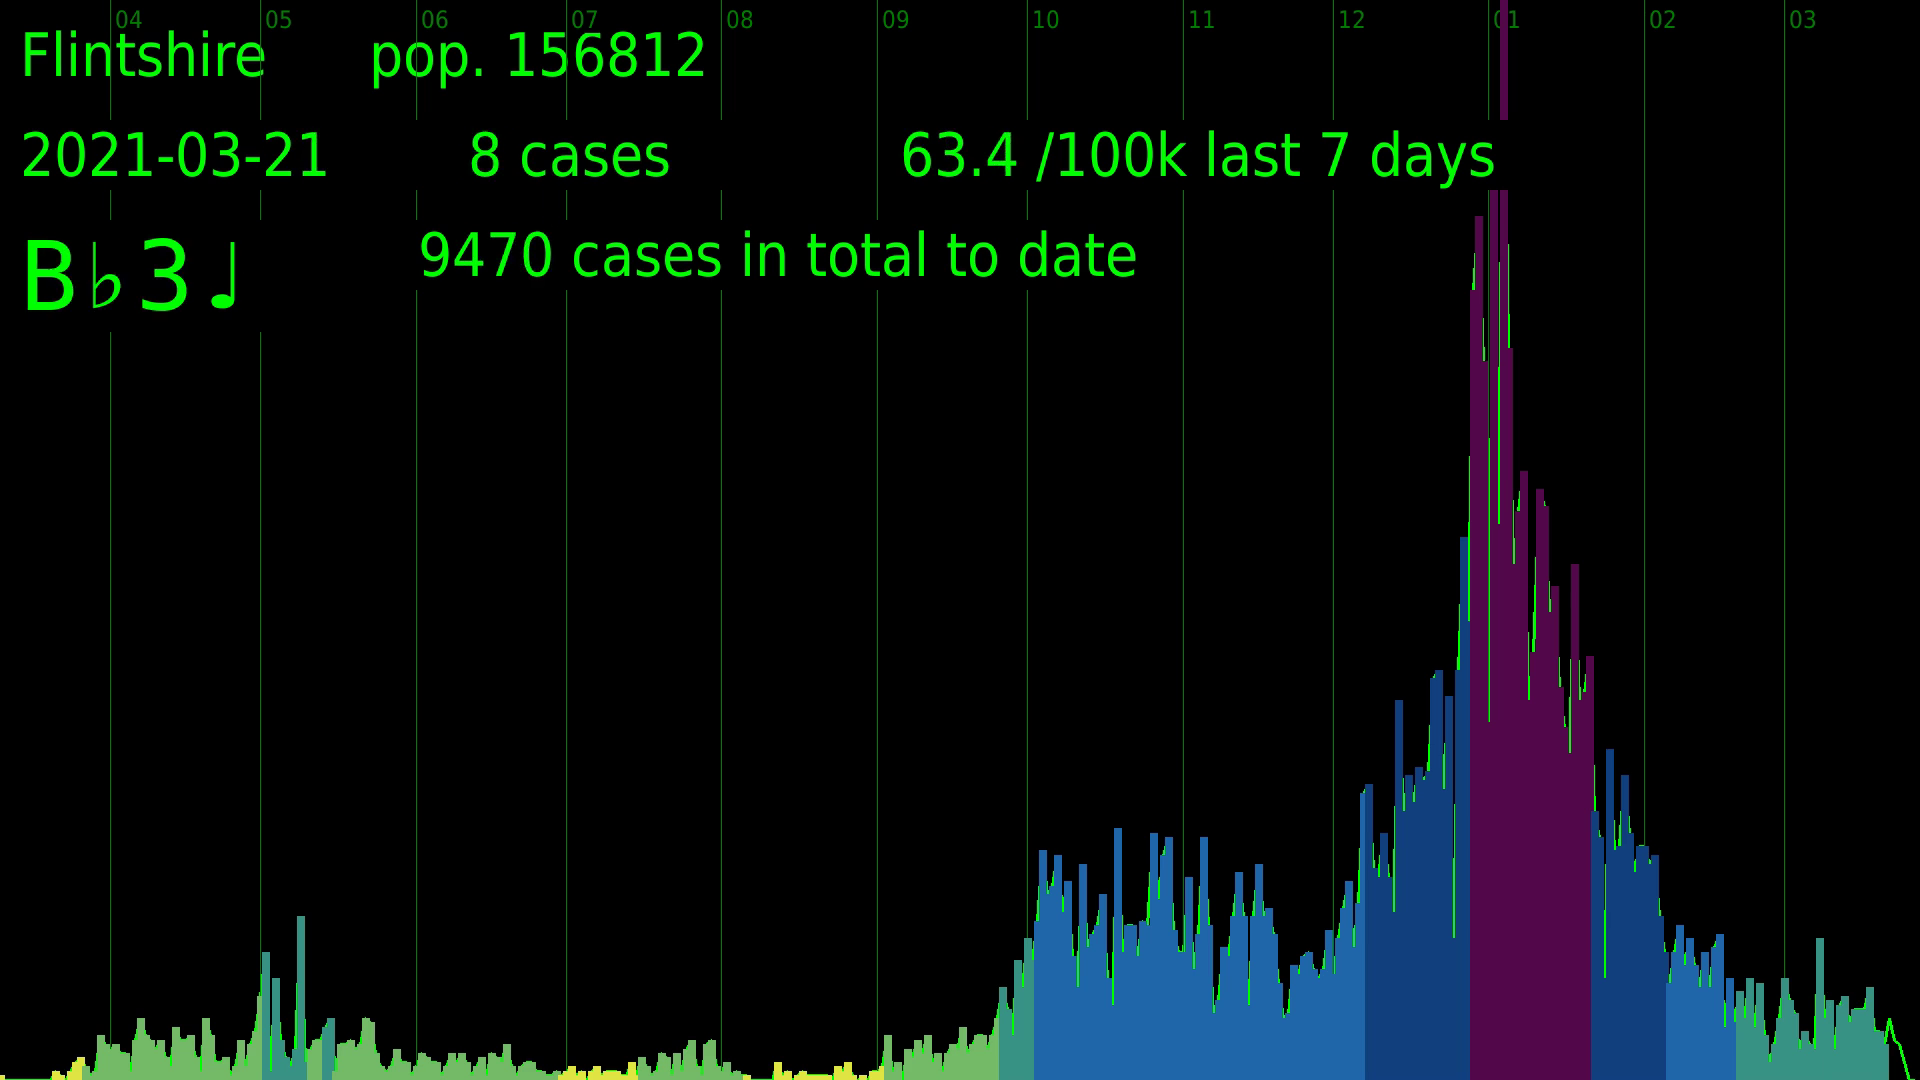 04 05 06 07 08 09 10 11 12 01 02 03
Flintshire pop. 156812
2021-03-21 8 cases 63.4 /100k last 7 days
B♭3♩ 9470 cases in total to date